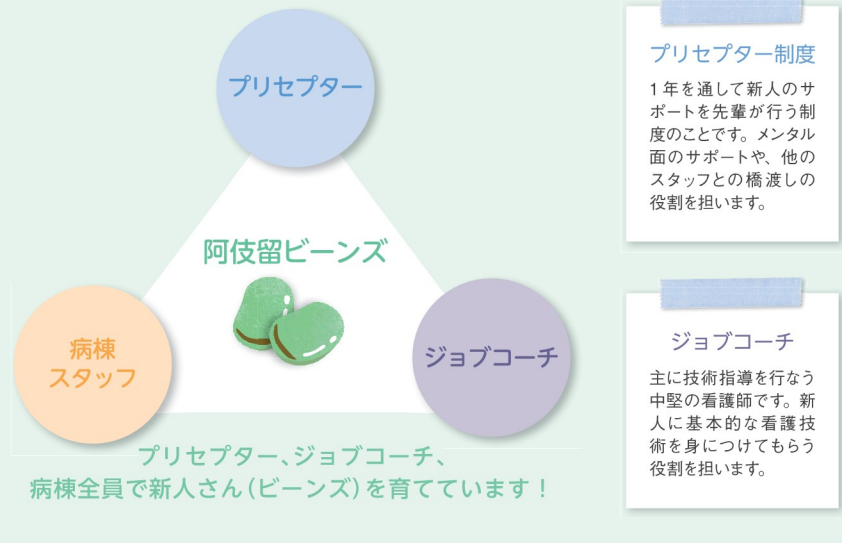 プリセプター
阿伎留ビーンズ
病棟
スタッフ
ジョブコーチ
プリセプター、ジョブコーチ、
病棟全員で新人さん(ビーンズ)を育てています！
プリセプター制度
1年を通して新人のサ
ポートを先輩が行う制
度のことです。メンタル
面のサポートや、他の
スタッフとの橋渡しの
役割を担います。
ジョブコーチ
主に技術指導を行なう
中堅の看護師です。新
人に基本的な看護技
術を身につけてもらう
役割を担います。